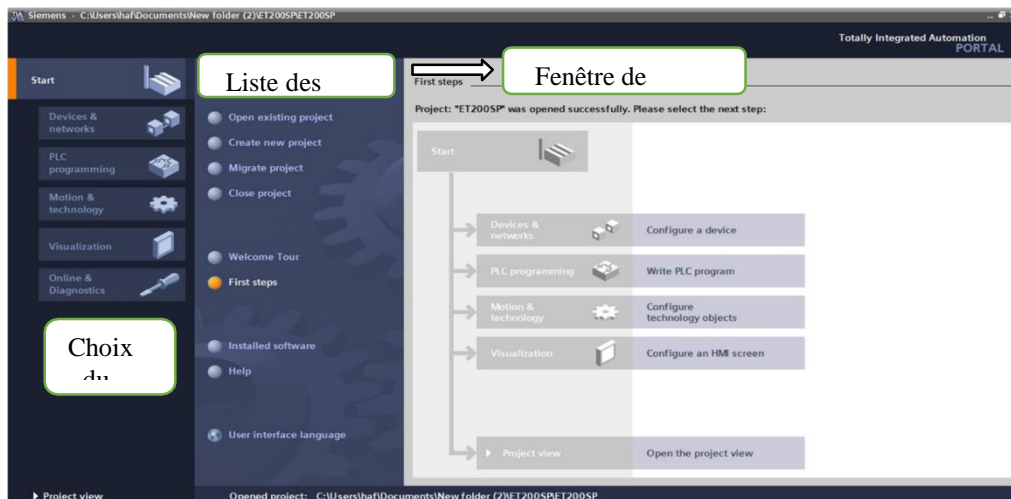 Siemens - C:\Users\haf\Documents\New folder (2)\ET200SP\ET200SP
Totally Integrated Automation
PORTAL
Start
Devices &
networks
PLC
programming
Motion &
technology
Visualization
Online &
Diagnostics
Choix
du
Liste des
Open existing project
Create new project
Migrate project
Close project
Welcome Tour
First steps
Installed software
Help
User interface language
Fenêtre de
First steps
Project: "ET200SP" was opened successfully. Please select the next step:
Start
Devices &
networks
Configure a device
PLC programming
Write PLC program
Motion &
technology
Configure
technology objects
Visualization
Configure an HMI screen
Project view
Open the project view
Project view
Opened project: C:\Users\haf\Documents\New folder (2)\ET200SP\ET200SP